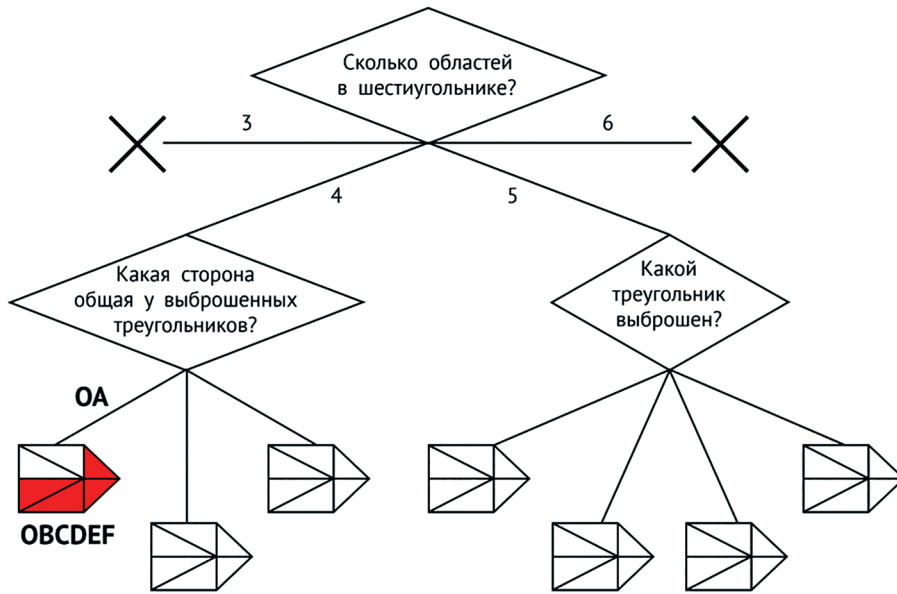 Сколько областей
в шестиугольнике?
3
6
4
5
Какая сторона
общая у выброшенных
треугольников?
Какой
треугольник
выброшен?
OA
OBCDEF